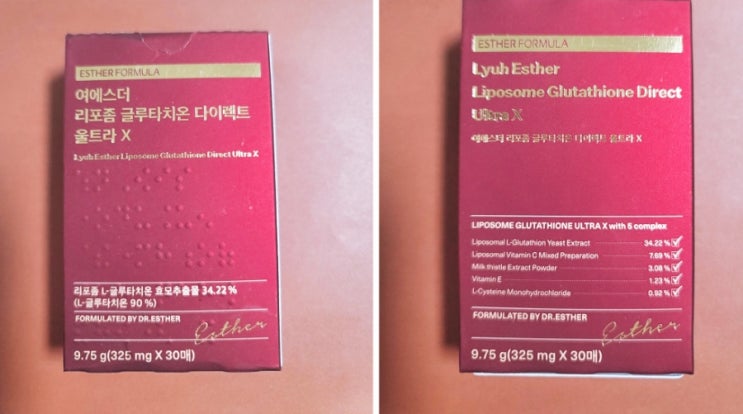 ESTHER FORMULA
여에스더
리포좀 글루타치온 다이렉트
울트라 X
Lyuh Esther Liposome Glutathione Direct Ultra X
리포좀 L-글루타치온 효모추출물 34.22 %
(L-글루타치온 90 %)
FORMULATED BY DR.ESTHER
Esther
9.75 g(325 mg X 30매)
ESTHER FORMULA
Lyuh Esther
Liposome Glutathione Direct
Ultra X
여에스더 리포좀 글루타치온 다이렉트 울트라 X
LIPOSOME GLUTATHIONE ULTRA X with 5 complex
Liposomal L-Glutathion Yeast Extract 34.22 %
Liposomal Vitamin C Mixed Preparation 7.69 %
Milk thistle Extract Powder 3.08 %
Vitamin E 1.23 %
L-Cysteine Monohydrochloride 0.92 %
FORMULATED BY DR.ESTHER
Esther
9.75 g(325 mg X 30매)